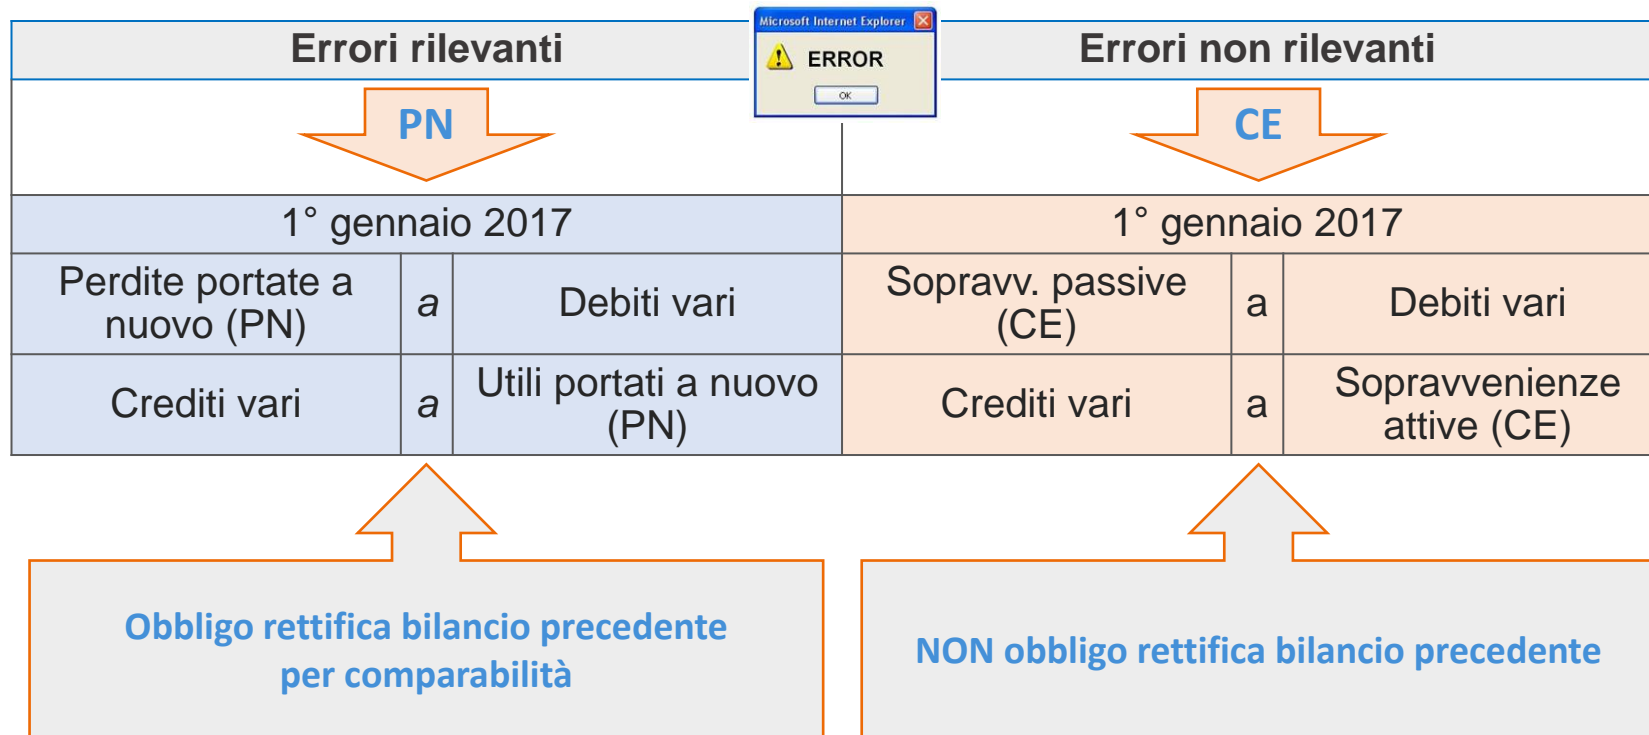 Errori rilevanti
Microsoft Internet Explorer
ERROR
OK
Errori non rilevanti
PN
CE
1° gennaio 2017
1° gennaio 2017
Perdite portate a
nuovo (PN)
a
Debiti vari
Sopravv. passive
(CE)
a
Debiti vari
Crediti vari
a
Utili portati a nuovo
(PN)
Crediti vari
a
Sopravvenienze
attive (CE)
Obbligo rettifica bilancio precedente
per comparabilità
NON obbligo rettifica bilancio precedente